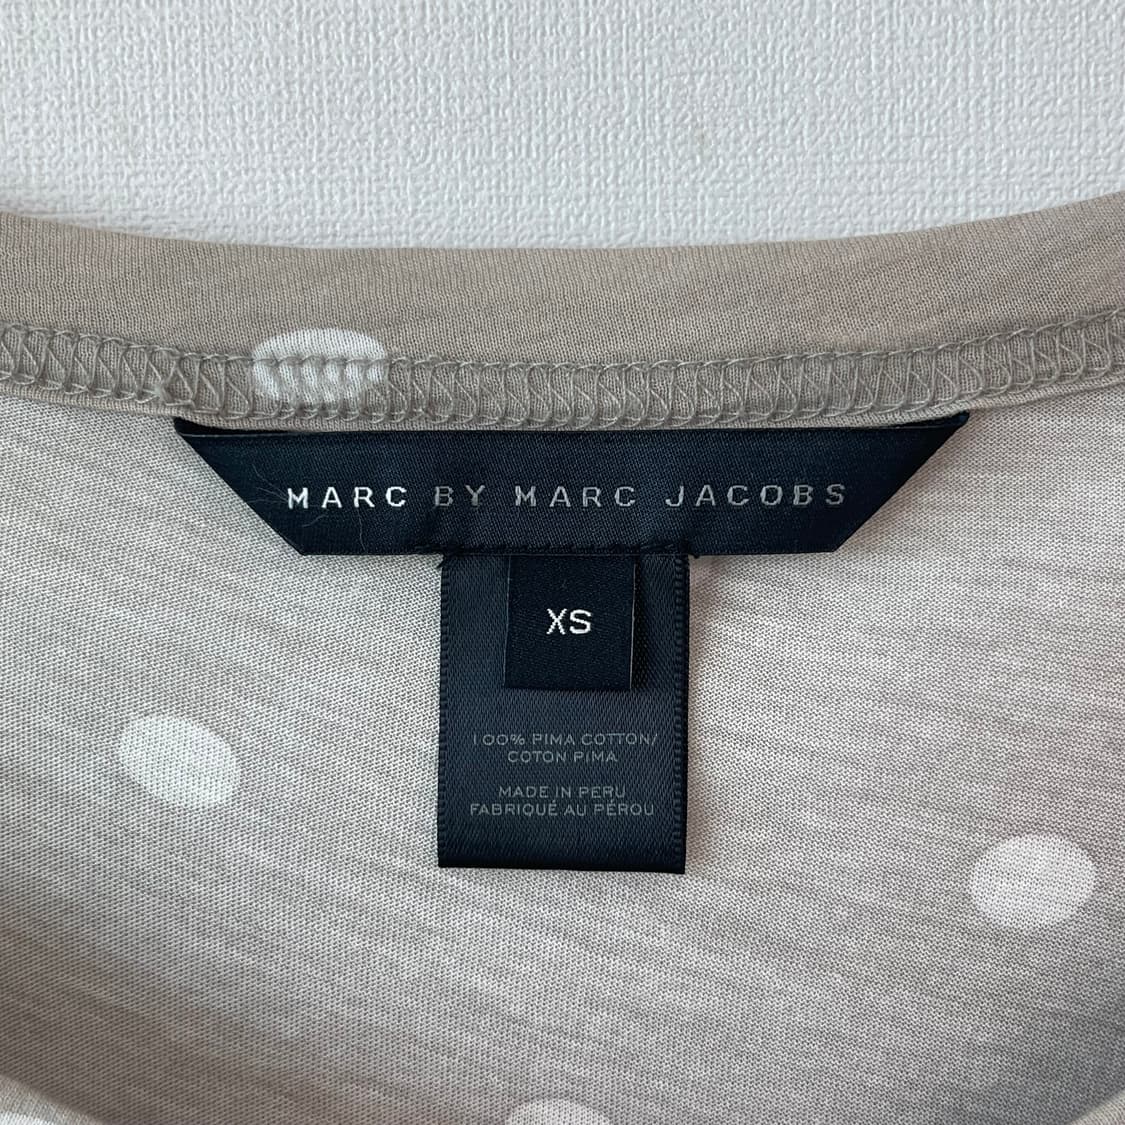 MARC BY MARC JACOBS
XS
100% PIMA COTTON/
COTON PIMA
MADE IN PERU
FABRIQUÉ AU PÉROU